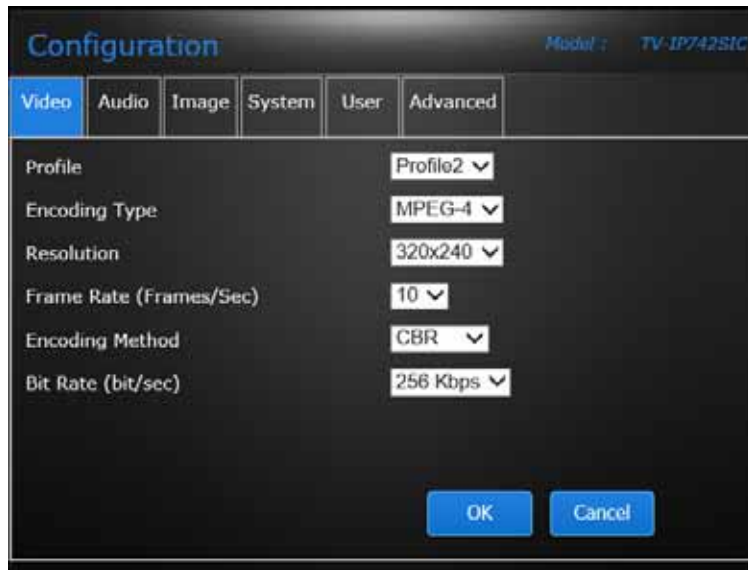 Configuration Model : TV-IP742SIC
Video Audio Image System User Advanced
Profile Profile2
Encoding Type MPEG-4
Resolution 320x240
Frame Rate (Frames/Sec) 10
Encoding Method CBR
Bit Rate (bit/sec) 256 Kbps
OK Cancel